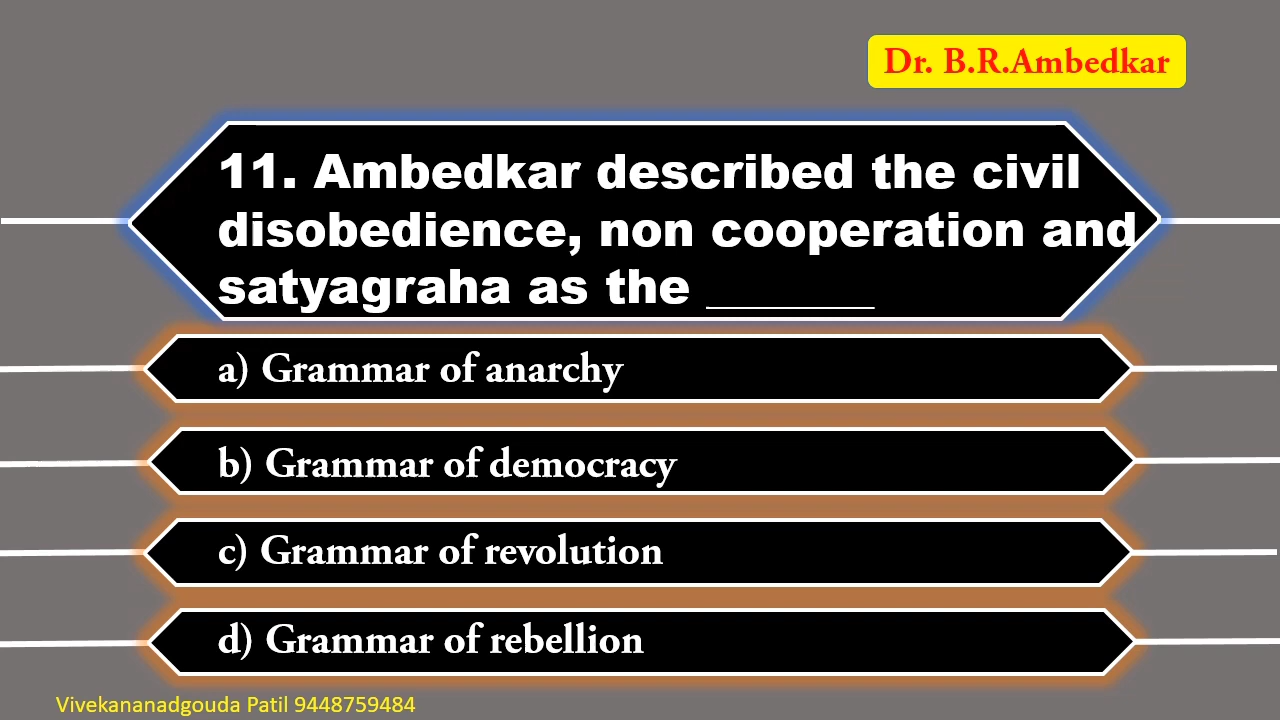 Dr. B.R.Ambedkar
11. Ambedkar described the civil
disobedience, non cooperation and
satyagraha as the _______
a) Grammar of anarchy
b) Grammar of democracy
c) Grammar of revolution
d) Grammar of rebellion
Vivekananadgouda Patil 9448759484